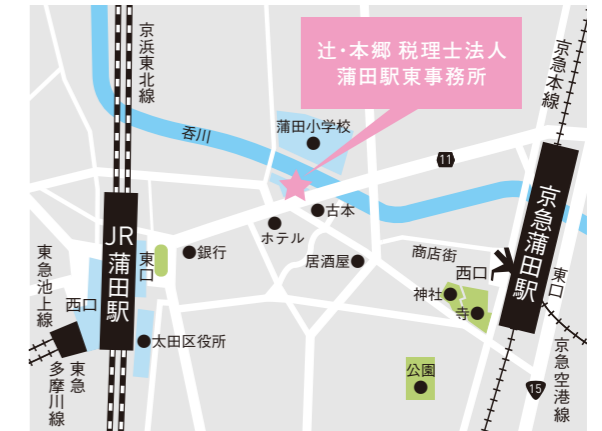 辻・本郷 税理士法人
蒲田駅東事務所
京浜東北線
京急本線
呑川
蒲田小学校
11
古本
ホテル
銀行
居酒屋
商店街
西口
京急蒲田駅
東口
神社
寺
JR
蒲田駅
東口
西口
東急池上線
東急
多摩川線
太田区役所
公園
15
京急空港線